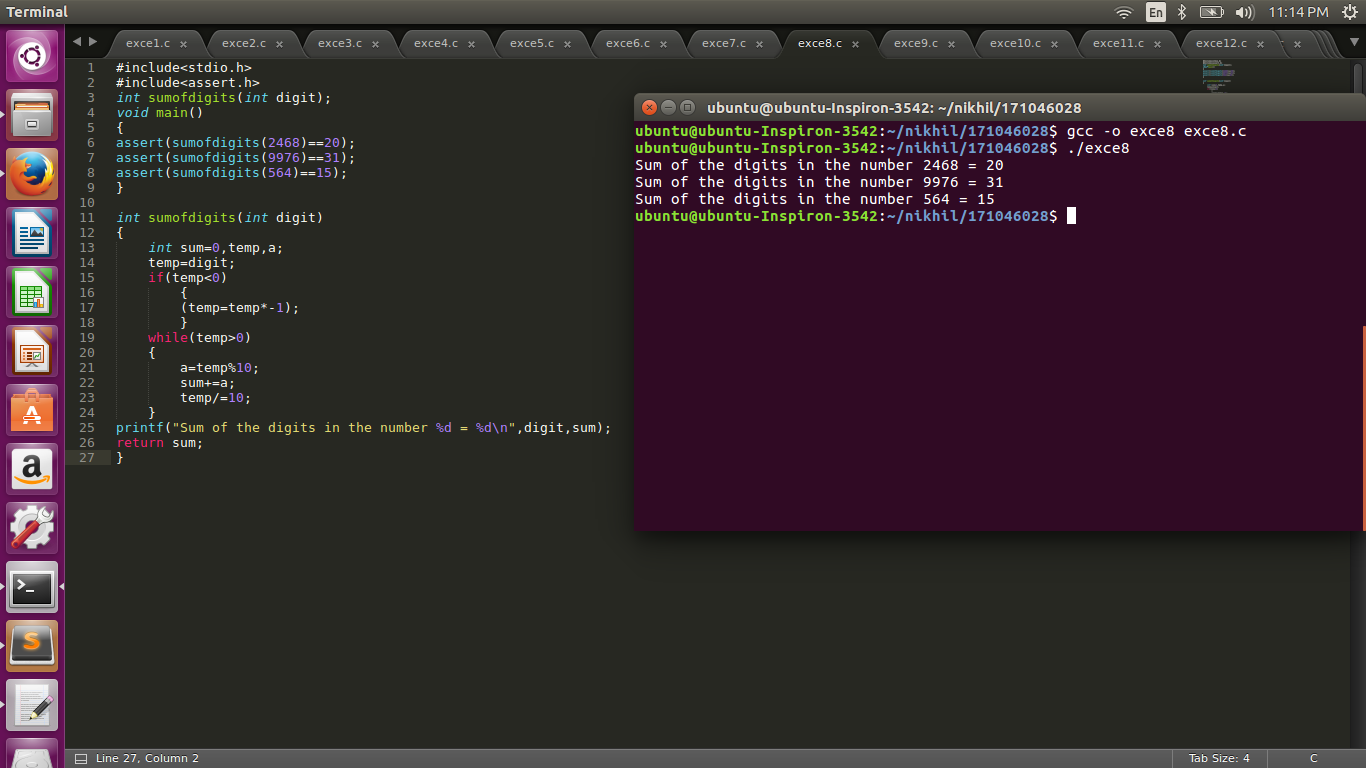 Terminal
En
11:14 PM
exce1.c × exce2.c × exce3.c × exce4.c × exce5.c × exce6.c × exce7.c × exce8.c × exce9.c × exce10.c × exce11.c × exce12.c × ×
1 #include<stdio.h>
2 #include<assert.h>
3 int sumofdigits(int digit);
4 void main()
5 {
6 assert(sumofdigits(2468)==20);
7 assert(sumofdigits(9976)==31);
8 assert(sumofdigits(564)==15);
9 }
10
11 int sumofdigits(int digit)
12 {
13     int sum=0,temp,a;
14     temp=digit;
15     if(temp<0)
16         {
17         (temp=temp*-1);
18         }
19     while(temp>0)
20     {
21         a=temp%10;
22         sum+=a;
23         temp/=10;
24     }
25 printf("Sum of the digits in the number %d = %d\n",digit,sum);
26 return sum;
27 }
ubuntu@ubuntu-Inspiron-3542: ~/nikhil/171046028
ubuntu@ubuntu-Inspiron-3542:~/nikhil/171046028$ gcc -o exce8 exce8.c
ubuntu@ubuntu-Inspiron-3542:~/nikhil/171046028$ ./exce8
Sum of the digits in the number 2468 = 20
Sum of the digits in the number 9976 = 31
Sum of the digits in the number 564 = 15
ubuntu@ubuntu-Inspiron-3542:~/nikhil/171046028$
A
a
>_
S
Line 27, Column 2
Tab Size: 4
C